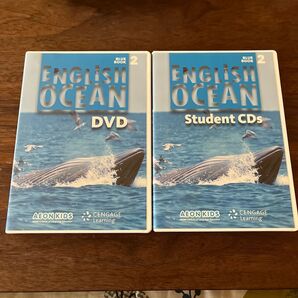 BLUE BOOK 2
ENGLISH
OCEAN
DVD
AEON KIDS
CENGAGE
Learning
BLUE BOOK 2
ENGLISH
OCEAN
Student CDs
AEON KIDS
CENGAGE
Learning